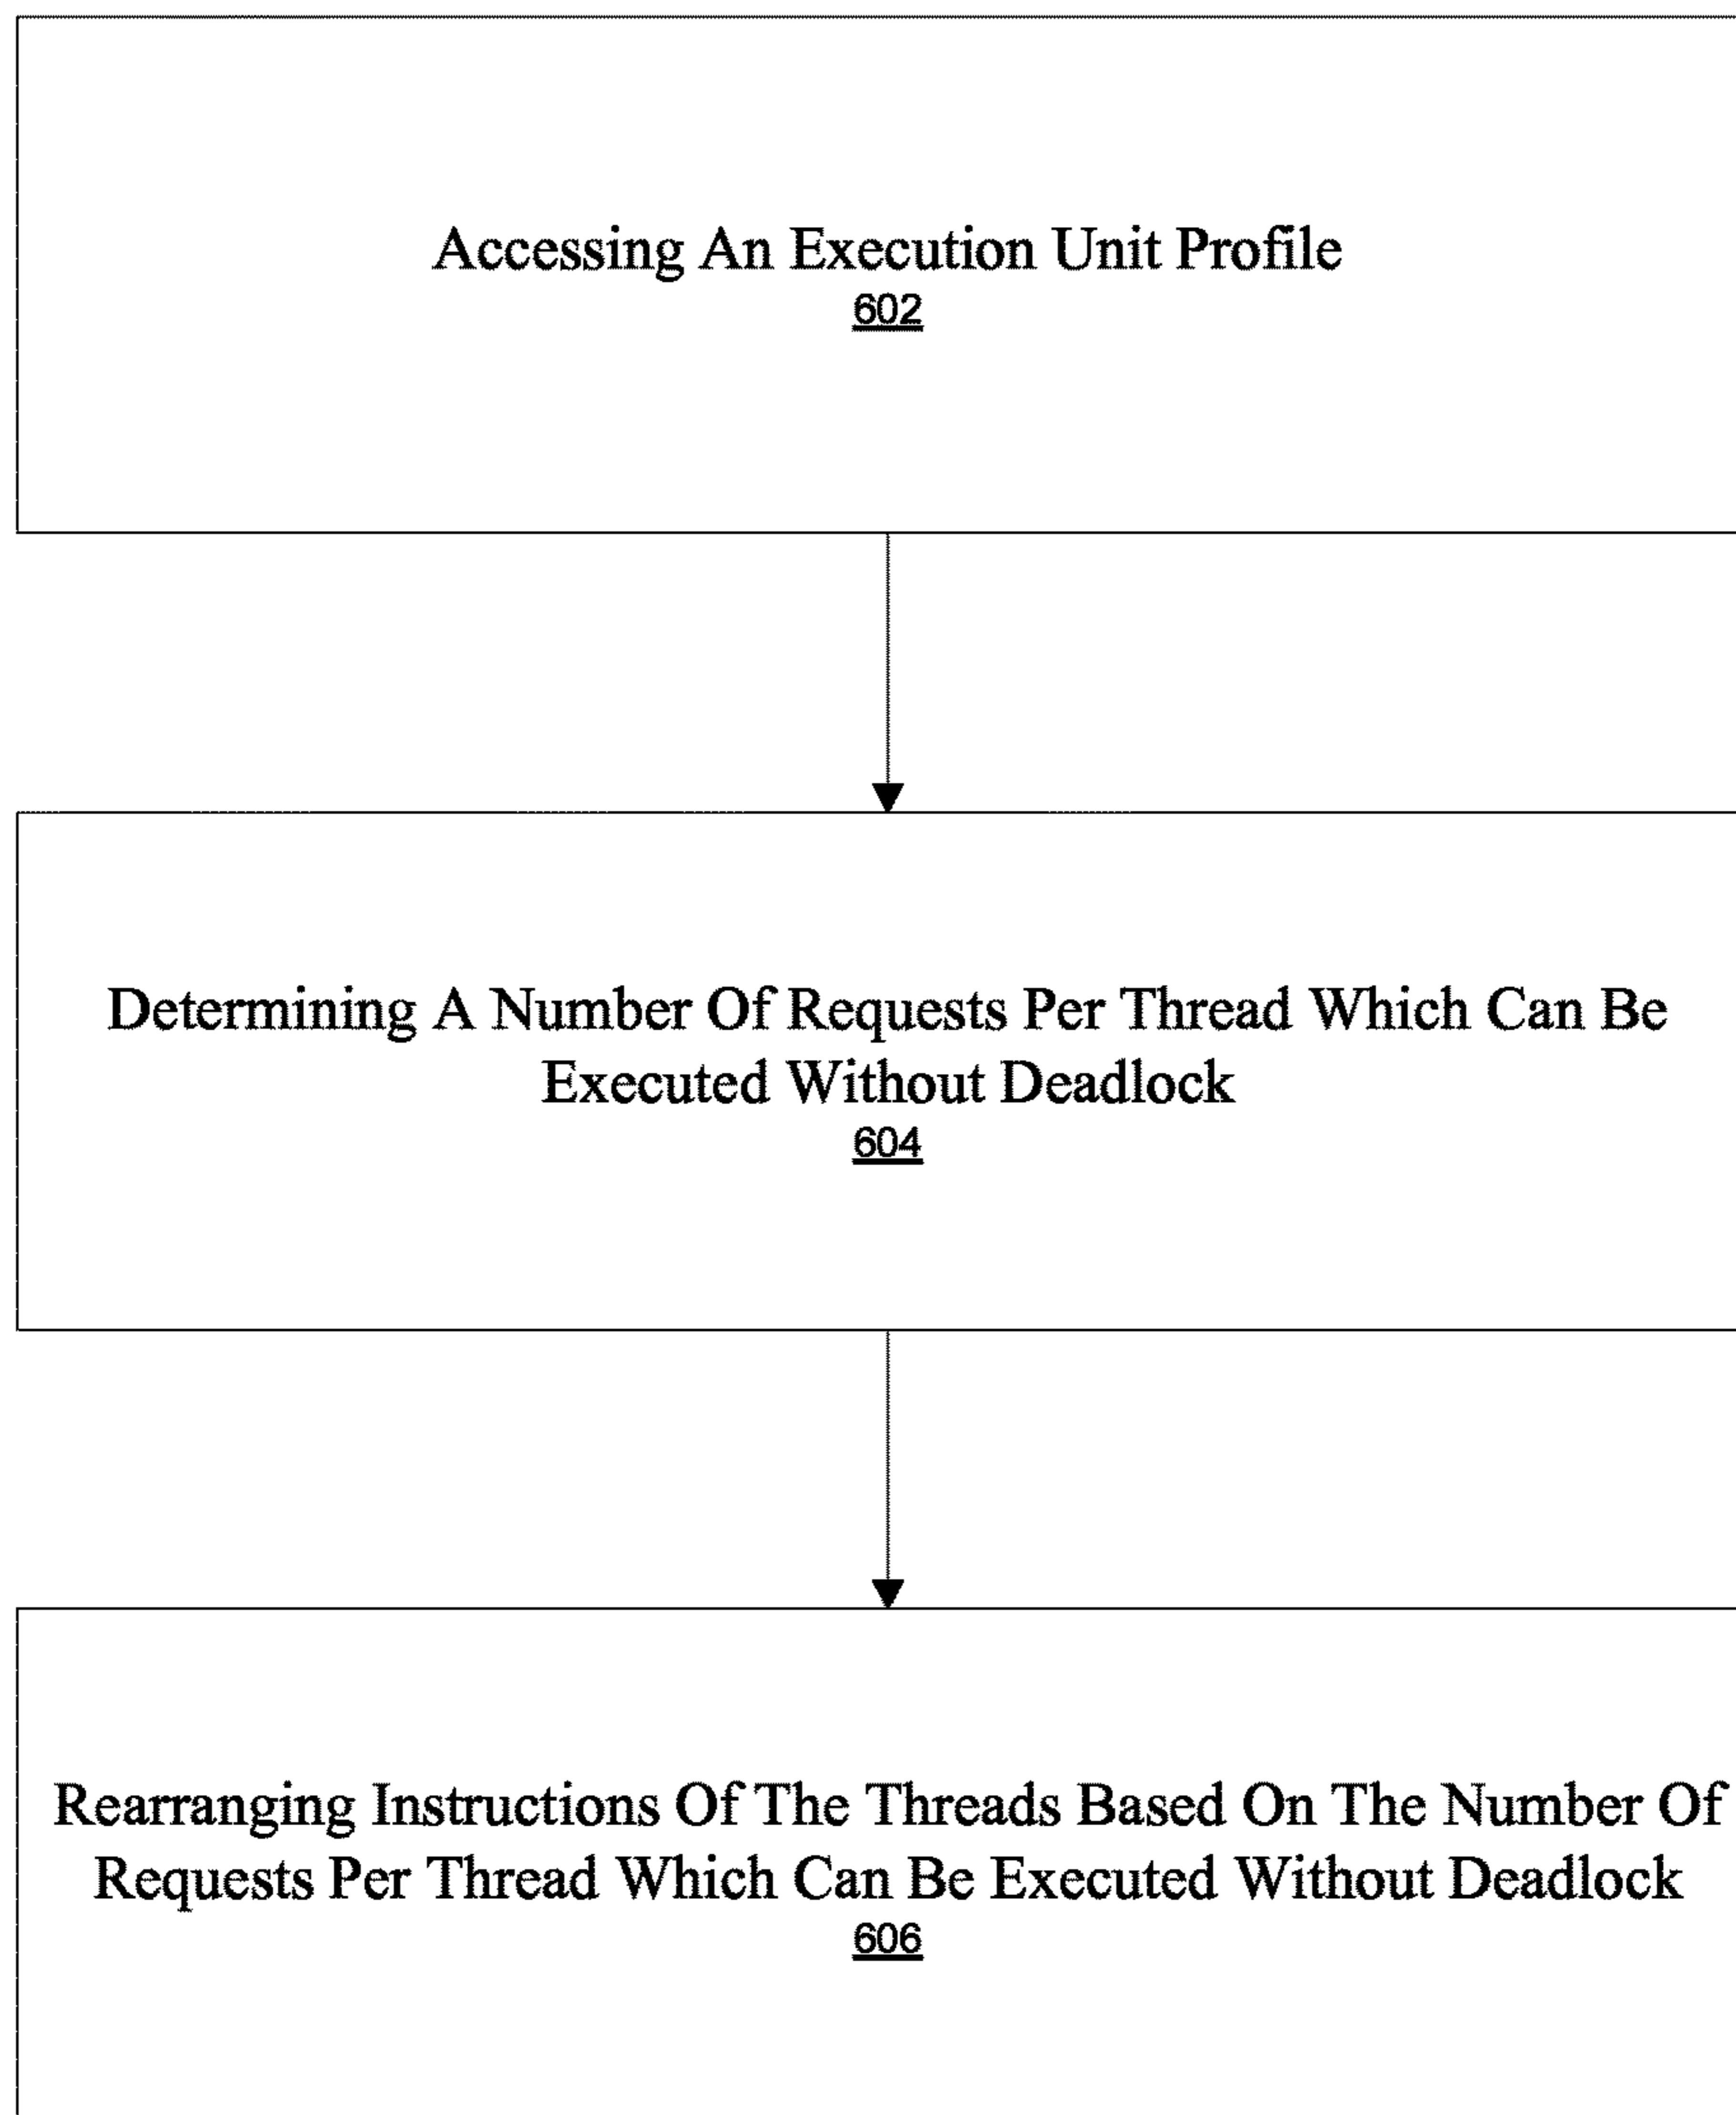 Accessing An Execution Unit Profile
602
Determining A Number Of Requests Per Thread Which Can Be
Executed Without Deadlock
604
Rearranging Instructions Of The Threads Based On The Number Of
Requests Per Thread Which Can Be Executed Without Deadlock
606